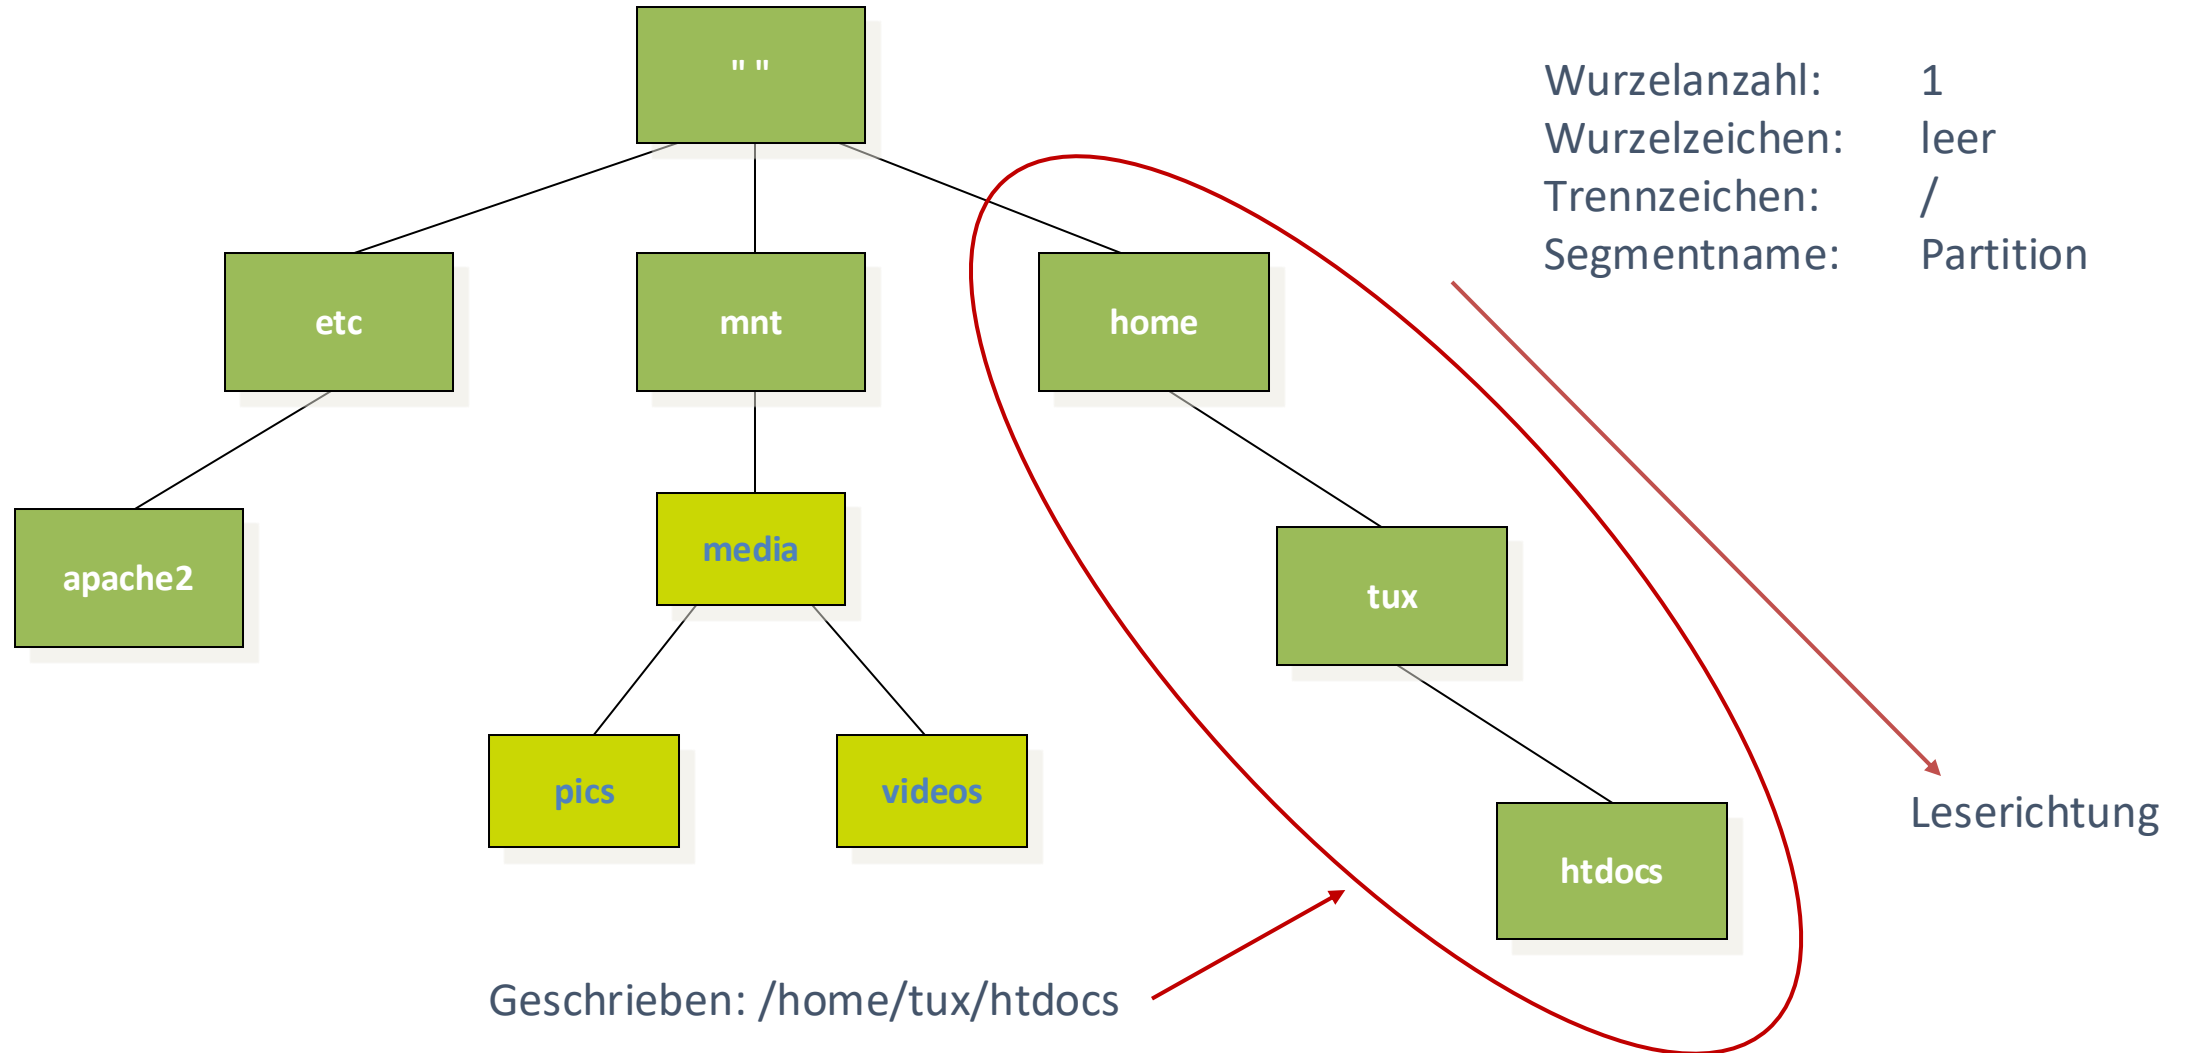 " "
Wurzelanzahl: 1
Wurzelzeichen: leer
Trennzeichen: /
Segmentname: Partition
etc
mnt
home
media
apache2
tux
pics
videos
Leserichtung
htdocs
Geschrieben: /home/tux/htdocs